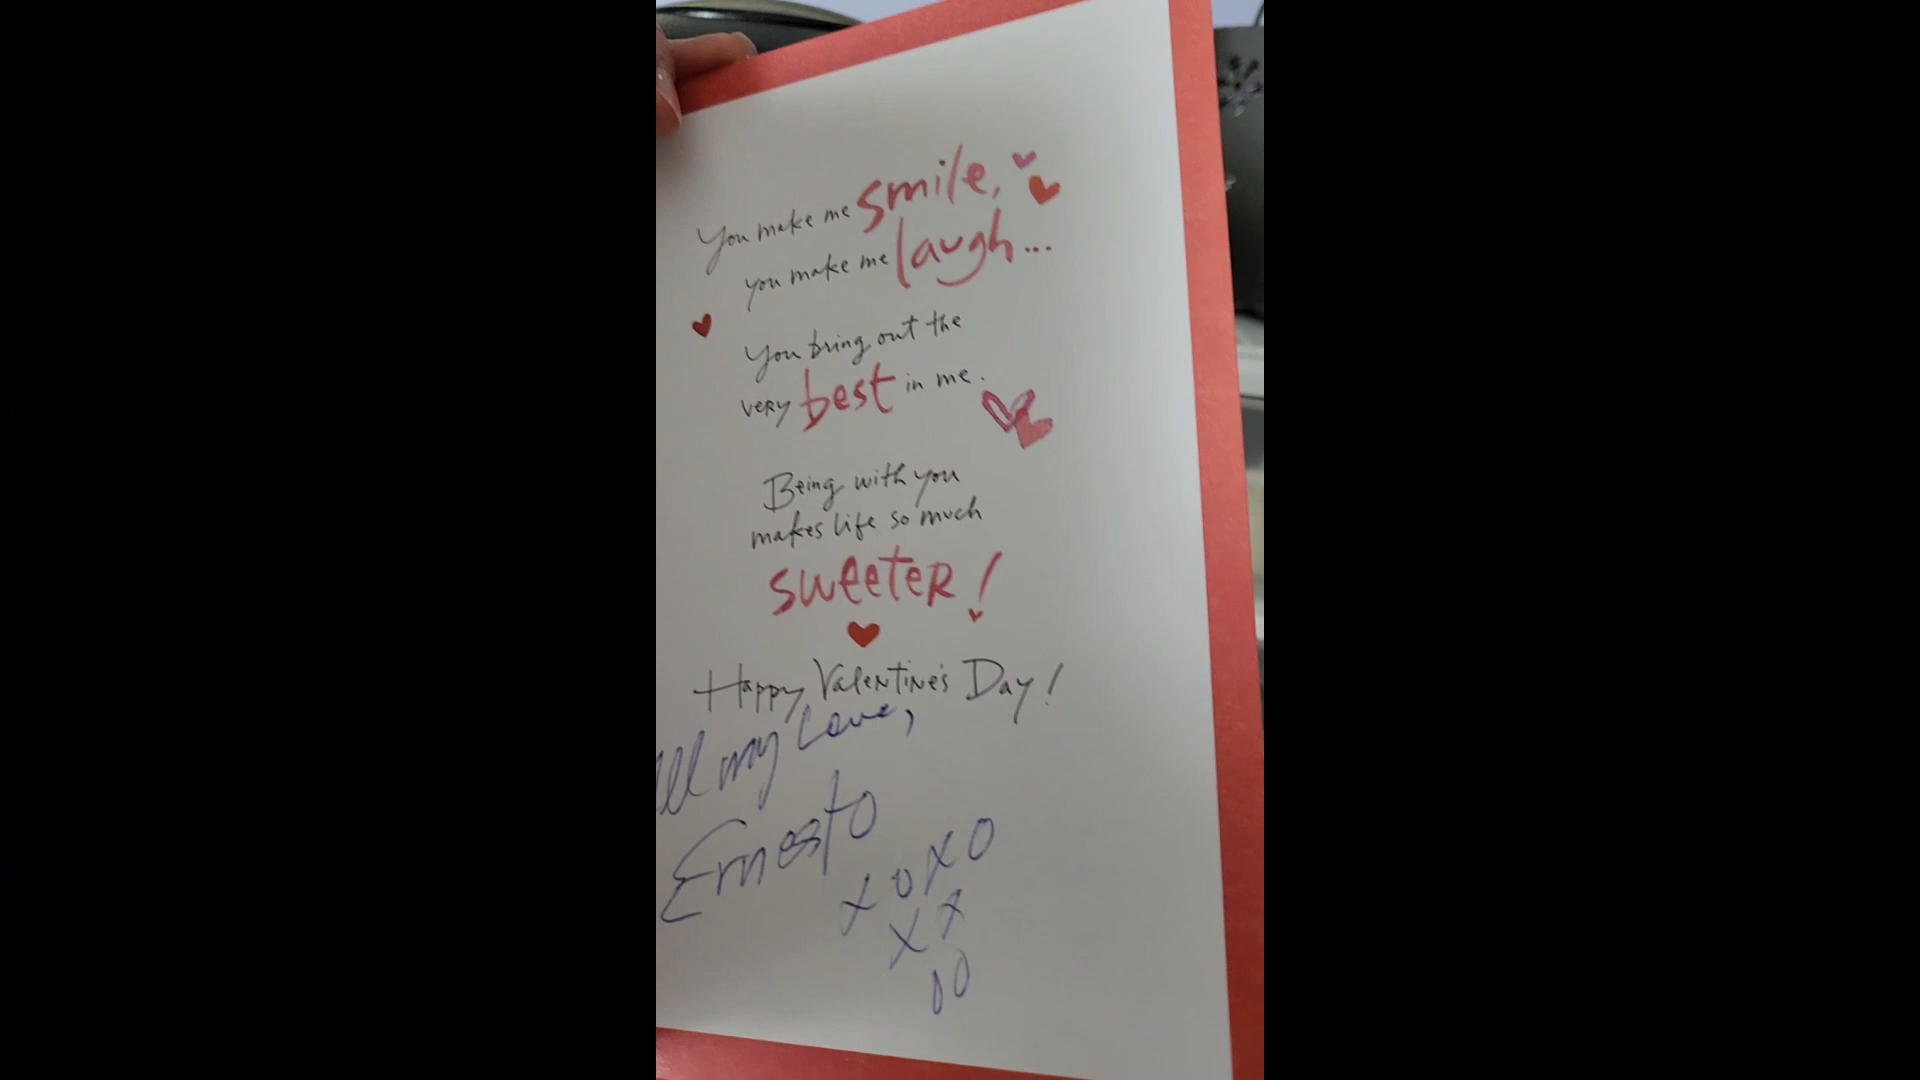 You make me smile,
you make me laugh...
You bring out the
very best in me.
Being with you
makes life so much
sweeter!
Happy Valentine's Day!
All my Love,
Ernesto
xoxo
xx
oo